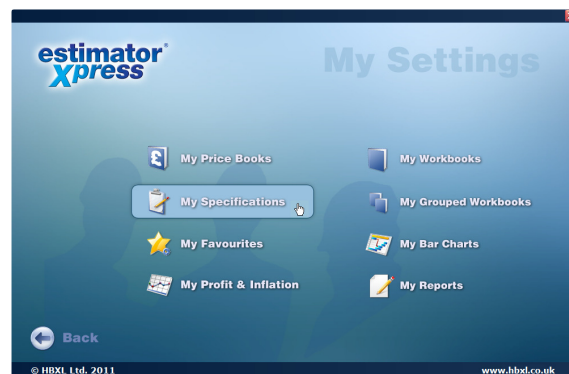 estimator®
Xpress
My Settings
My Price Books
My Specifications
My Favourites
My Profit & Inflation
My Workbooks
My Grouped Workbooks
My Bar Charts
My Reports
Back
© HBXL Ltd. 2011
www.hbxl.co.uk